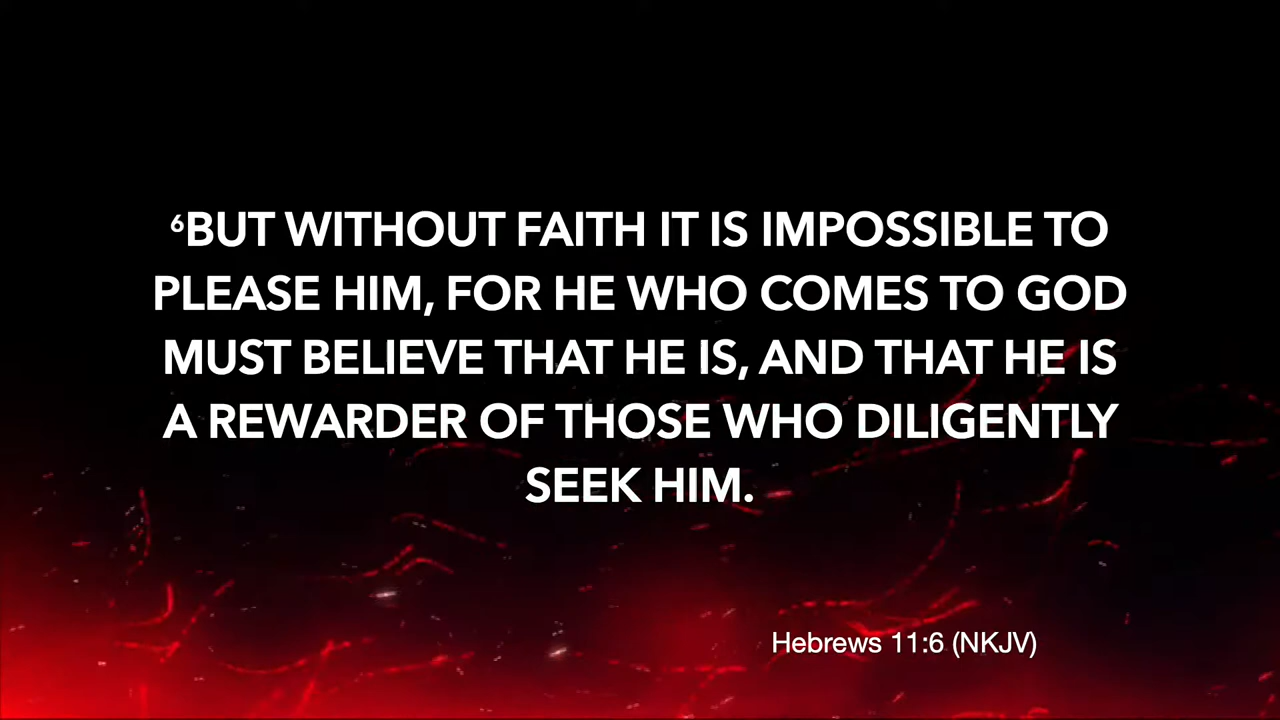 ⁶BUT WITHOUT FAITH IT IS IMPOSSIBLE TO
PLEASE HIM, FOR HE WHO COMES TO GOD
MUST BELIEVE THAT HE IS, AND THAT HE IS
A REWARDER OF THOSE WHO DILIGENTLY
SEEK HIM.
Hebrews 11:6 (NKJV)